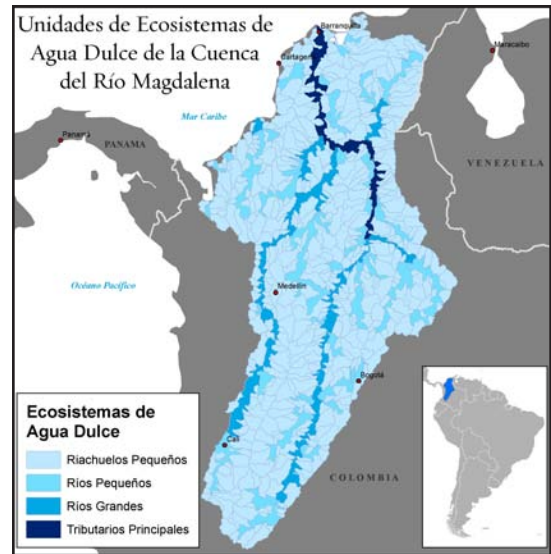 Unidades de Ecosistemas de
Agua Dulce de la Cuenca
del Río Magdalena
Barranquilla
Cartagena
Maracaibo
Mar Caribe
Panamá
PANAMA
VENEZUELA
Océano Pacífico
Medellín
Bogotá
Cali
COLOMBIA
Ecosistemas de
Agua Dulce
Riachuelos Pequeños
Ríos Pequeños
Ríos Grandes
Tributarios Principales